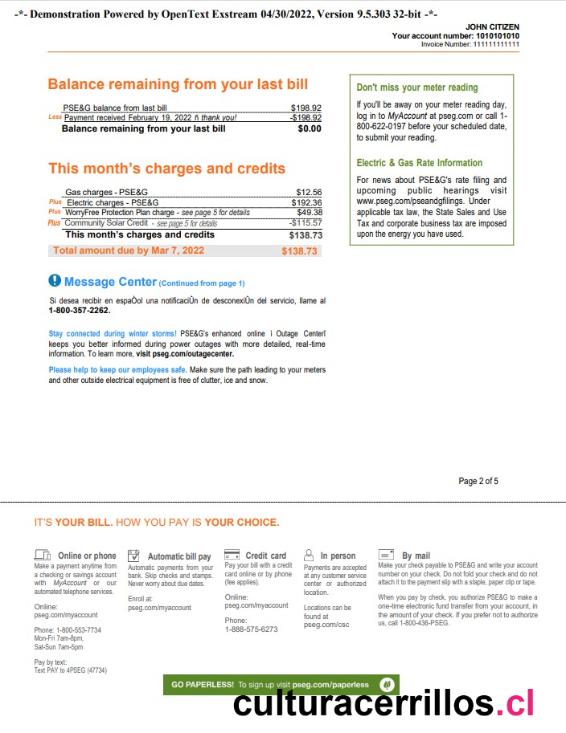 -*- Demonstration Powered by OpenText Exstream 04/30/2022, Version 9.5.303 32-bit -*-
JOHN CITIZEN
Your account number: 1010101010
Invoice Number: 111111111111
Balance remaining from your last bill
PSE&G balance from last bill $198.92
Less Payment received February 19, 2022 ñ thank you! -$198.92
Balance remaining from your last bill $0.00
This month's charges and credits
Gas charges - PSE&G $12.56
Plus Electric charges - PSE&G $192.36
Plus WorryFree Protection Plan charge - see page 5 for details $49.38
Plus Community Solar Credit - see page 5 for details -$115.57
This month's charges and credits $138.73
Total amount due by Mar 7, 2022 $138.73
Don't miss your meter reading
If you'll be away on your meter reading day,
log in to MyAccount at pseg.com or call 1-
800-622-0197 before your scheduled date,
to submit your reading.
Electric & Gas Rate Information
For news about PSE&G's rate filing and
upcoming public hearings visit
www.pseg.com/pseandgfilings. Under
applicable tax law, the State Sales and Use
Tax and corporate business tax are imposed
upon the energy you have used.
Message Center (Continued from page 1)
Si desea recibir en espaÒol una notificaciÛn de desconexiÛn del servicio, llame al
1-800-357-2262.
Stay connected during winter storms! PSE&G's enhanced online ì Outage Centerî
keeps you better informed during power outages with more detailed, real-time
information. To learn more, visit pseg.com/outagecenter.
Please help to keep our employees safe. Make sure the path leading to your meters
and other outside electrical equipment is free of clutter, ice and snow.
Page 2 of 5
IT'S YOUR BILL. HOW YOU PAY IS YOUR CHOICE.
Online or phone
Make a payment anytime from
a checking or savings account
with MyAccount or our
automated telephone services.
Online:
pseg.com/myaccount
Phone: 1-800-553-7734
Mon-Fri 7am-8pm,
Sat-Sun 7am-5pm
Pay by text:
Text PAY to 4PSEG (47734)
Automatic bill pay
Automatic payments from your
bank. Skip checks and stamps.
Never worry about due dates.
Enroll at:
pseg.com/myaccount
Credit card
Pay your bill with a credit
card online or by phone
(fee applies).
Online:
pseg.com/myaccount
Phone:
1-888-575-6273
In person
Payments are accepted
at any customer service
center or authorized
location.
Locations can be
found at
pseg.com/csc
By mail
Make your check payable to PSE&G and write your account
number on your check. Do not fold your check and do not
attach it to the payment slip with a staple, paper clip or tape.
When you pay by check, you authorize PSE&G to make a
one-time electronic fund transfer from your account, in
the amount of your check. If you prefer not to authorize
us, call 1-800-436-PSEG.
GO PAPERLESS! To sign up visit pseg.com/paperless
culturacerrillos.cl